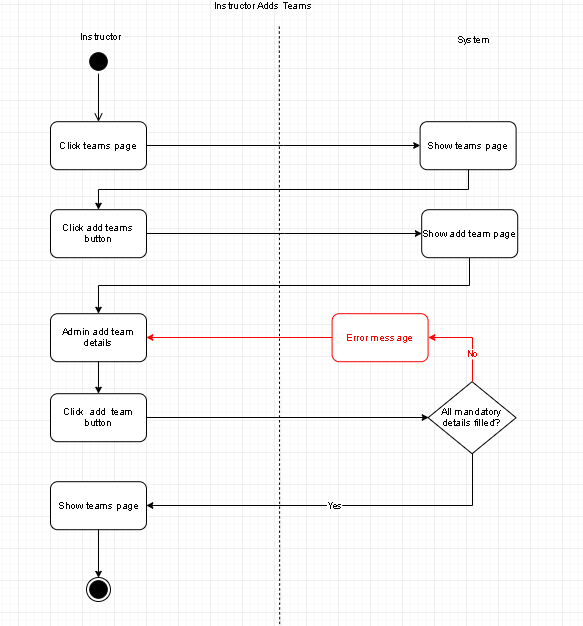 Instructor Adds Teams
Instructor
System
Click teams page
Show teams page
Click add teams
button
Show add team page
Admin add team
details
Error message
No
Click add team
button
All mandatory
details filled?
Show teams page
Yes